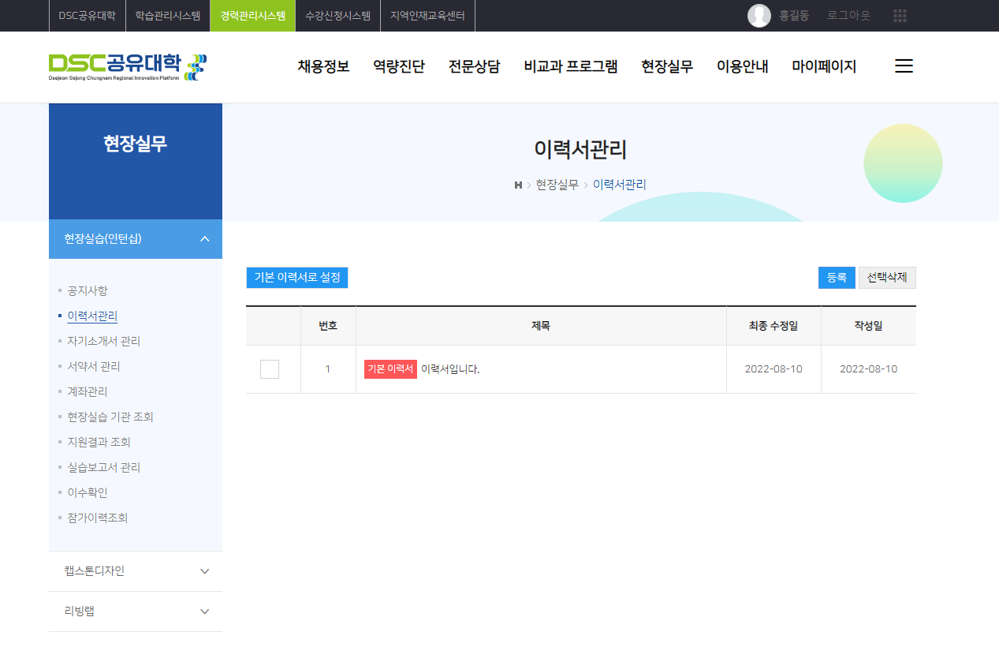 DSC공유대학 학습관리시스템 경력관리시스템 수강신청시스템 지역인재교육센터 홍길동 로그아웃
DSC공유대학
Daejeon·Sejong·Chungnam Regional Innovation Platform
채용정보 역량진단 전문상담 비교과 프로그램 현장실무 이용안내 마이페이지
현장실무
이력서관리
H > 현장실무 > 이력서관리
현장실습(인턴십)
공지사항
이력서관리
자기소개서 관리
서약서 관리
계좌관리
현장실습 기관 조회
지원결과 조회
실습보고서 관리
이수확인
참가이력조회
캡스톤디자인
리빙랩
기본 이력서로 설정 등록 선택삭제
번호 제목 최종 수정일 작성일
1 기본 이력서 이력서입니다. 2022-08-10 2022-08-10